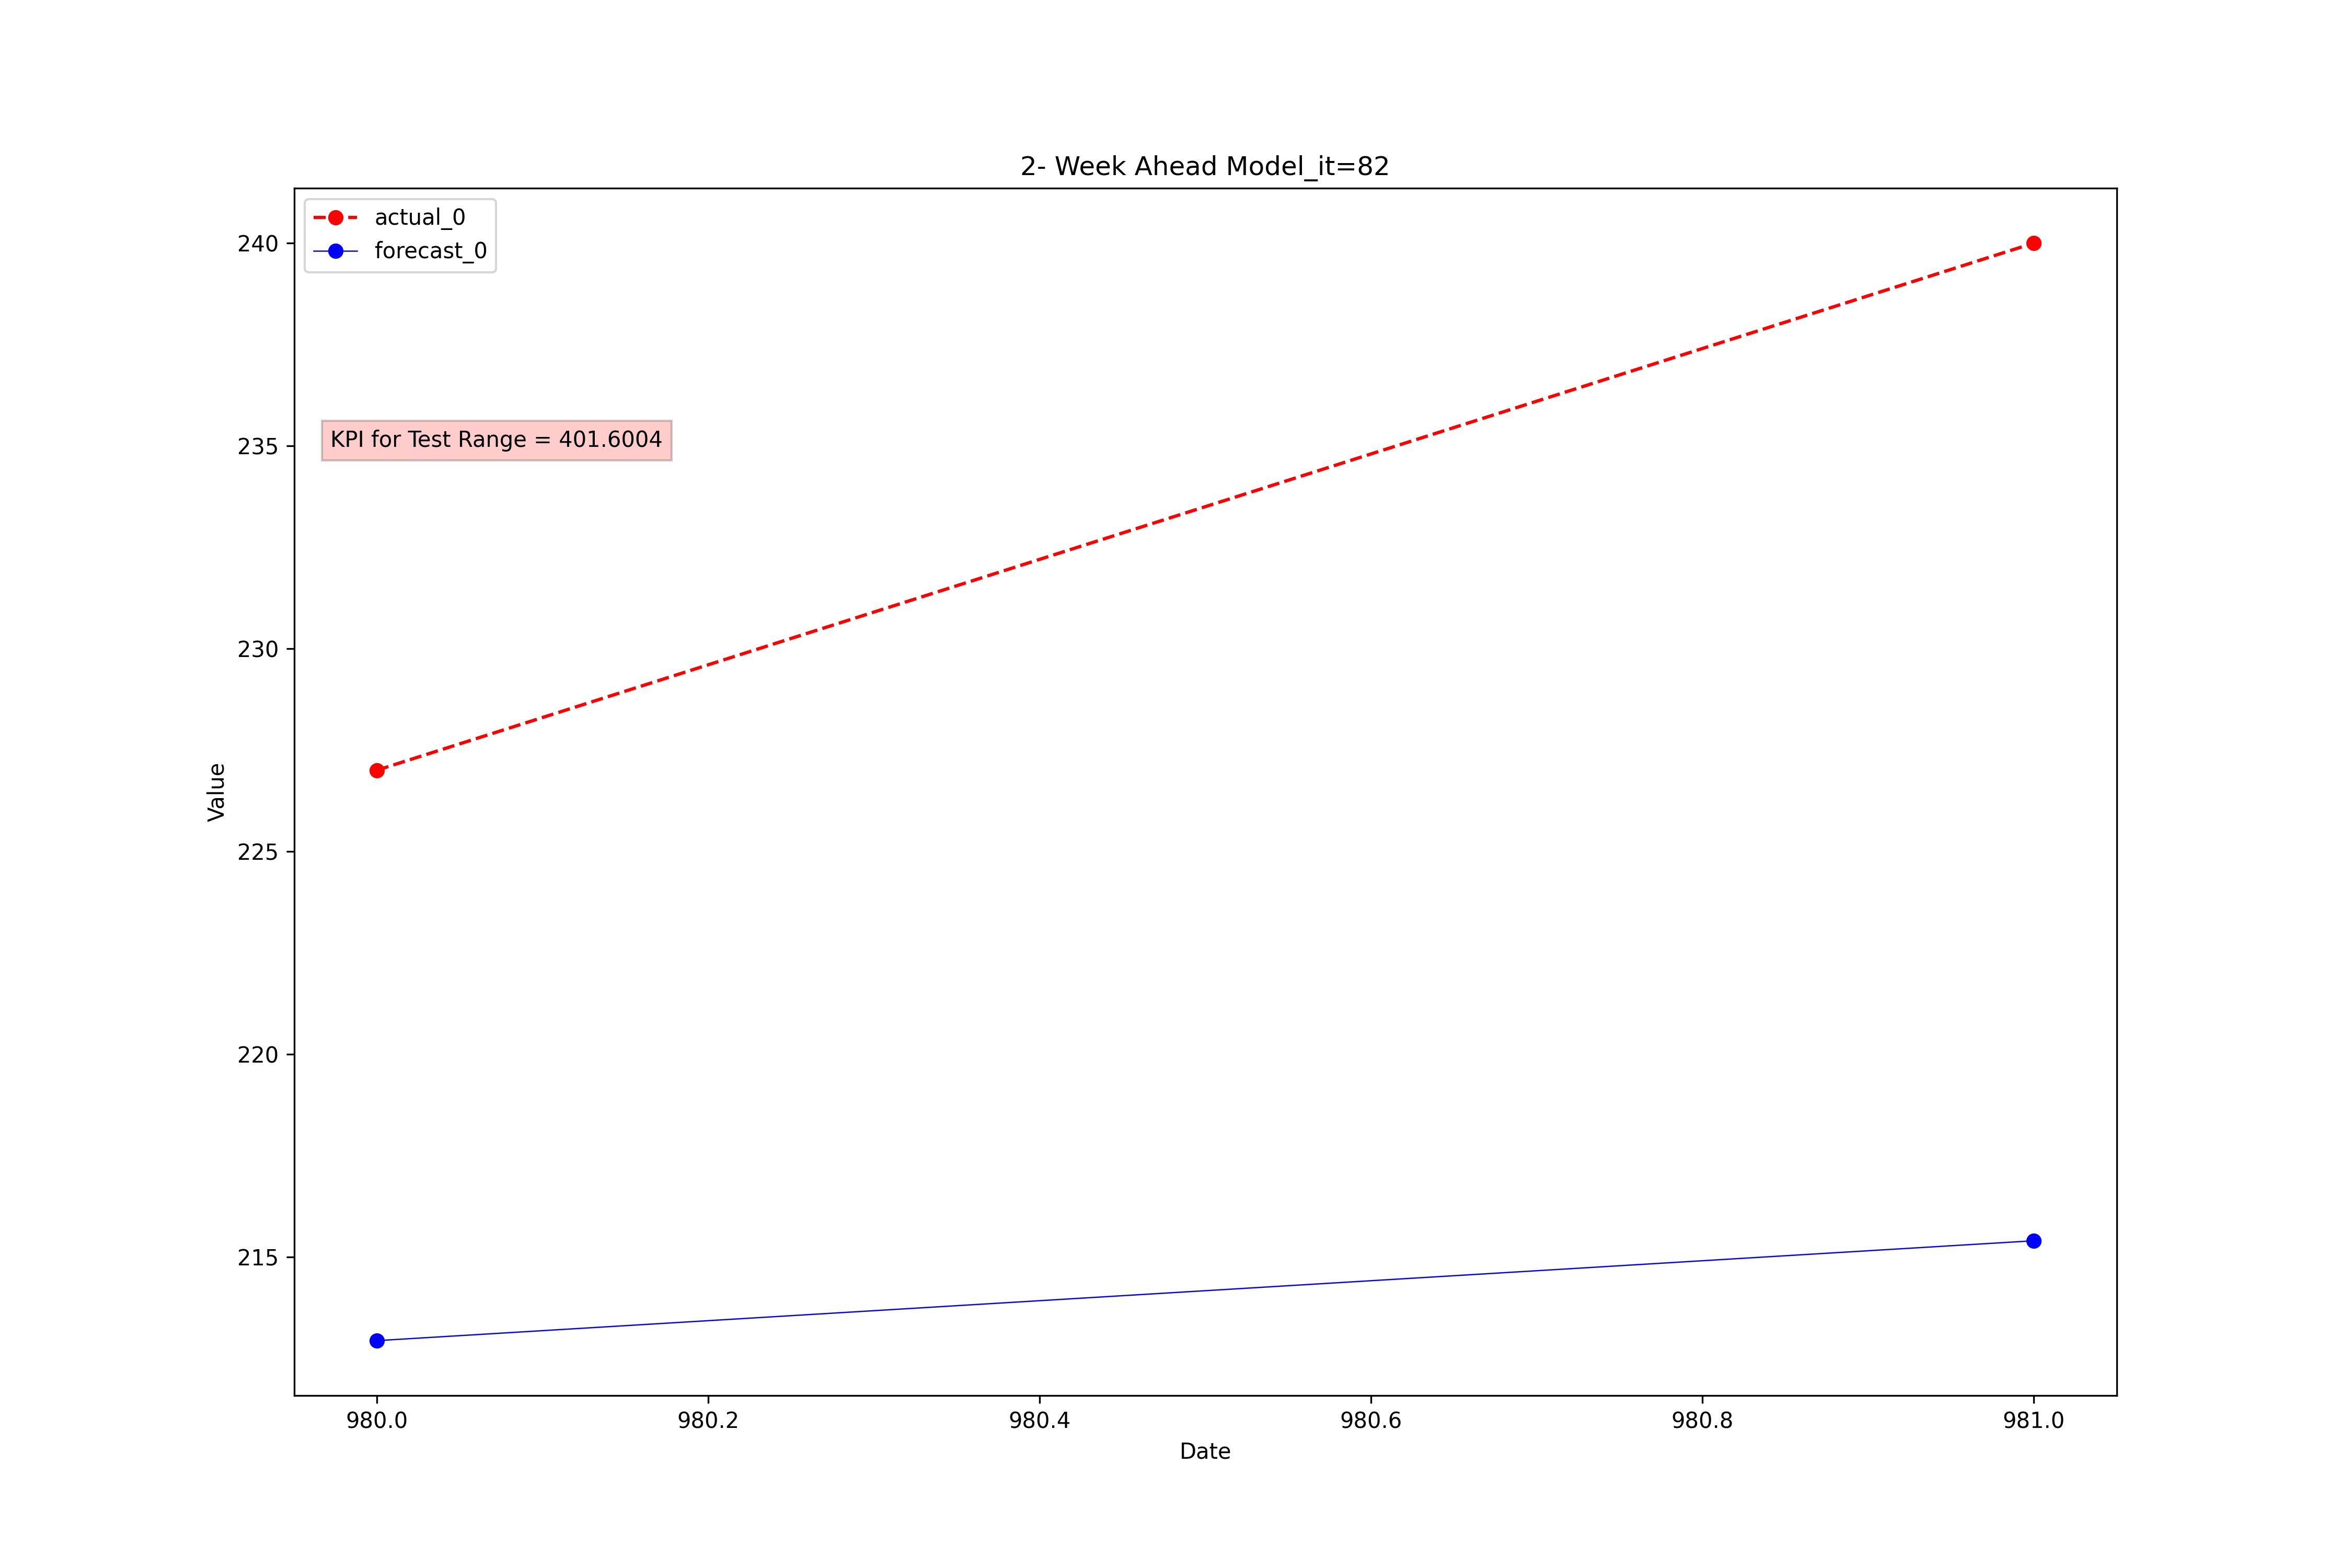 2- Week Ahead Model_it=82
actual_0
forecast_0
KPI for Test Range = 401.6004
240
235
230
225
220
215
Value
980.0 980.2 980.4 980.6 980.8 981.0
Date